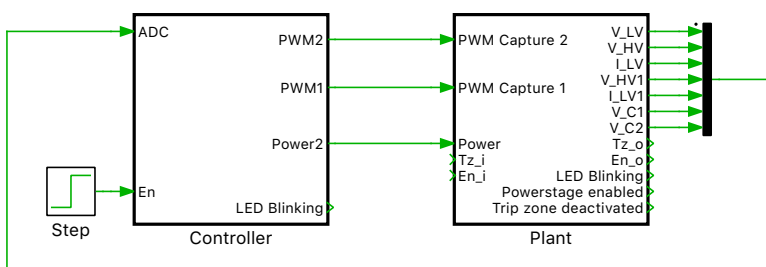 ADC
PWM2
PWM1
Power2
En
LED Blinking
Step
Controller
PWM Capture 2
PWM Capture 1
Power
Tz_i
En_i
V_LV
V_HV
I_LV
V_HV1
I_LV1
V_C1
V_C2
Tz_o
En_o
LED Blinking
Powerstage enabled
Trip zone deactivated
Plant